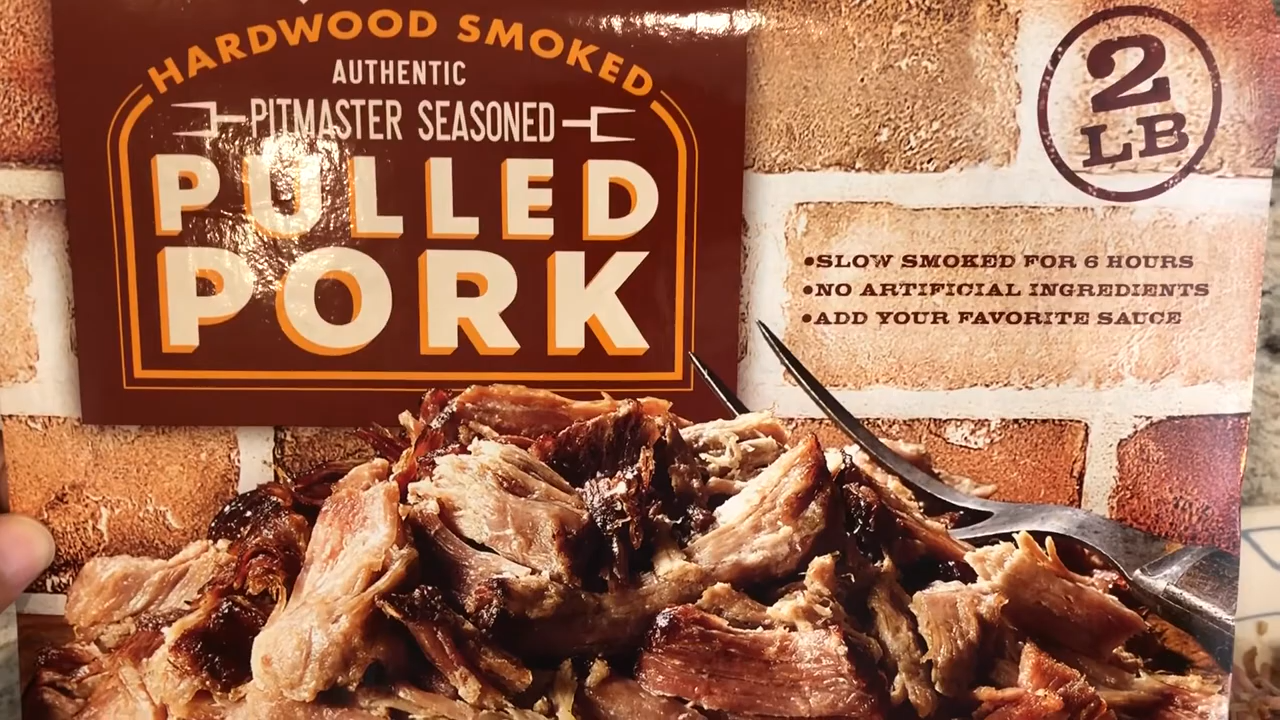 HARDWOOD SMOKED
AUTHENTIC
PITMASTER SEASONED
PULLED
PORK
2
LB
•SLOW SMOKED FOR 6 HOURS
•NO ARTIFICIAL INGREDIENTS
•ADD YOUR FAVORITE SAUCE